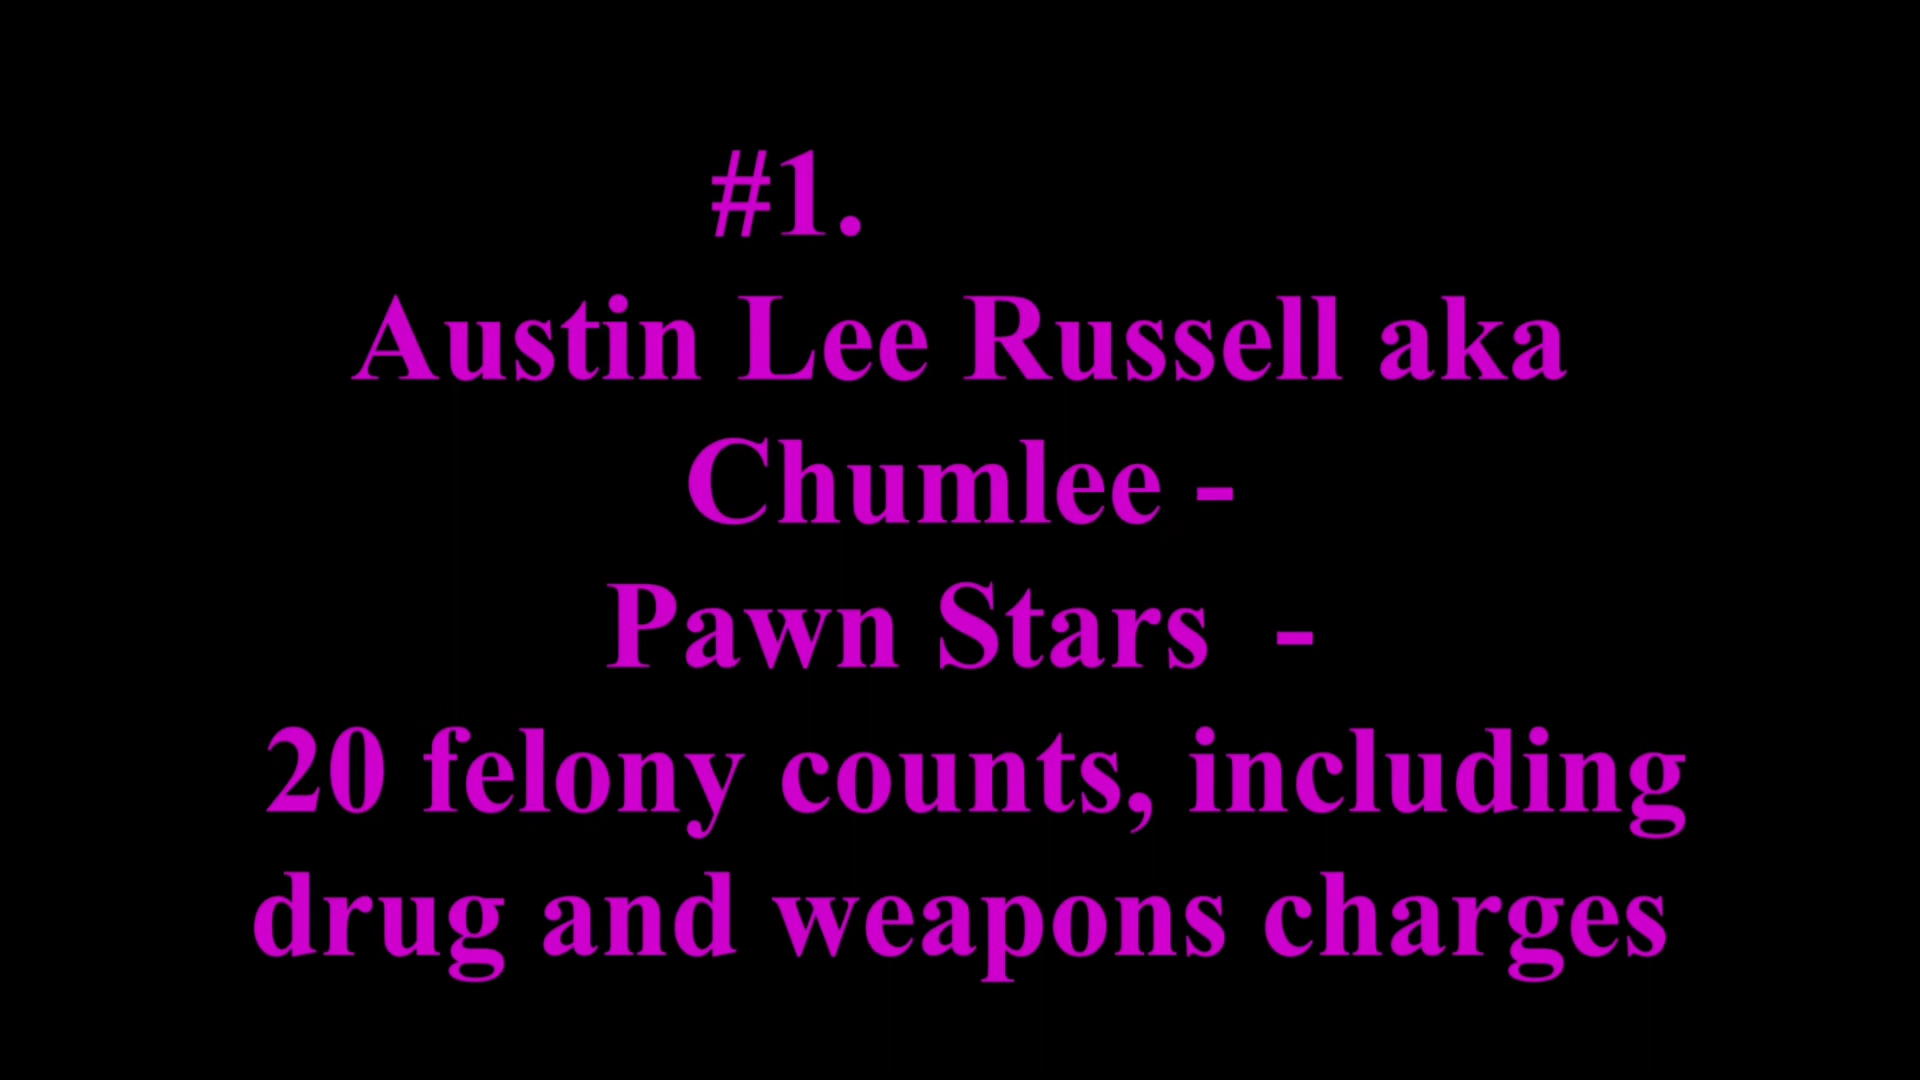 #1.
Austin Lee Russell aka
Chumlee -
Pawn Stars  -
20 felony counts, including
drug and weapons charges